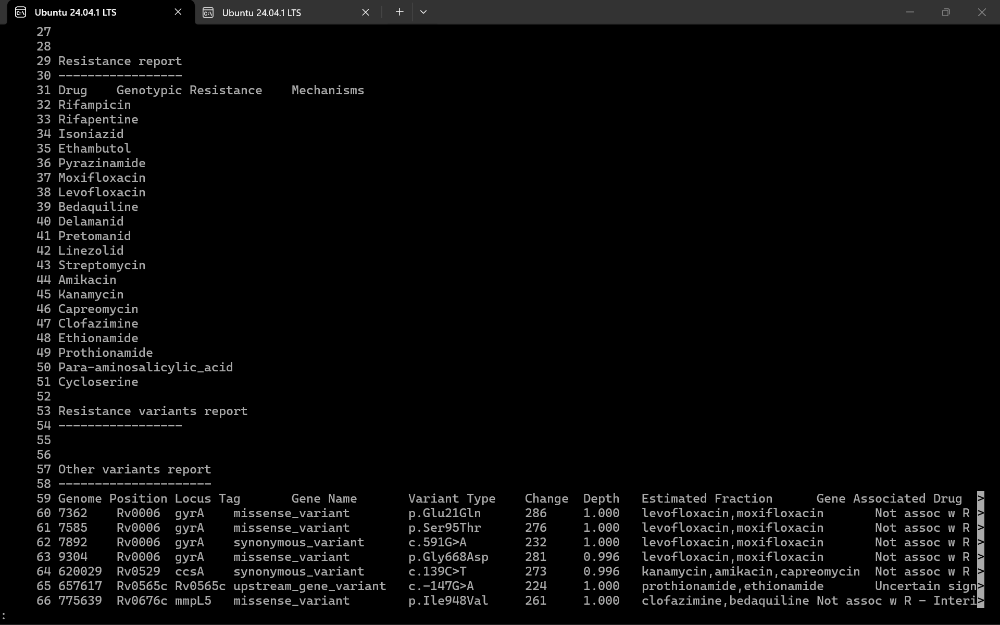 Ubuntu 24.04.1 LTS
Ubuntu 24.04.1 LTS
27
28
29 Resistance report
30 -----------------
31 Drug    Genotypic Resistance    Mechanisms
32 Rifampicin
33 Rifapentine
34 Isoniazid
35 Ethambutol
36 Pyrazinamide
37 Moxifloxacin
38 Levofloxacin
39 Bedaquiline
40 Delamanid
41 Pretomanid
42 Linezolid
43 Streptomycin
44 Amikacin
45 Kanamycin
46 Capreomycin
47 Clofazimine
48 Ethionamide
49 Prothionamide
50 Para-aminosalicylic_acid
51 Cycloserine
52
53 Resistance variants report
54 -----------------
55
56
57 Other variants report
58 ---------------------
59 Genome Position Locus Tag       Gene Name       Variant Type    Change  Depth   Estimated Fraction      Gene Associated Drug  >
60 7362    Rv0006  gyrA    missense_variant        p.Glu21Gln      286     1.000   levofloxacin,moxifloxacin       Not assoc w R >
61 7585    Rv0006  gyrA    missense_variant        p.Ser95Thr      276     1.000   levofloxacin,moxifloxacin       Not assoc w R >
62 7892    Rv0006  gyrA    synonymous_variant      c.591G>A        232     1.000   levofloxacin,moxifloxacin       Not assoc w R >
63 9304    Rv0006  gyrA    missense_variant        p.Gly668Asp     281     0.996   levofloxacin,moxifloxacin       Not assoc w R >
64 620029  Rv0529  ccsA    synonymous_variant      c.139C>T        273     0.996   kanamycin,amikacin,capreomycin  Not assoc w R >
65 657617  Rv0565c Rv0565c upstream_gene_variant   c.-147G>A       224     1.000   prothionamide,ethionamide       Uncertain sign>
66 775639  Rv0676c mmpL5   missense_variant        p.Ile948Val     261     1.000   clofazimine,bedaquiline Not assoc w R - Interi>
: